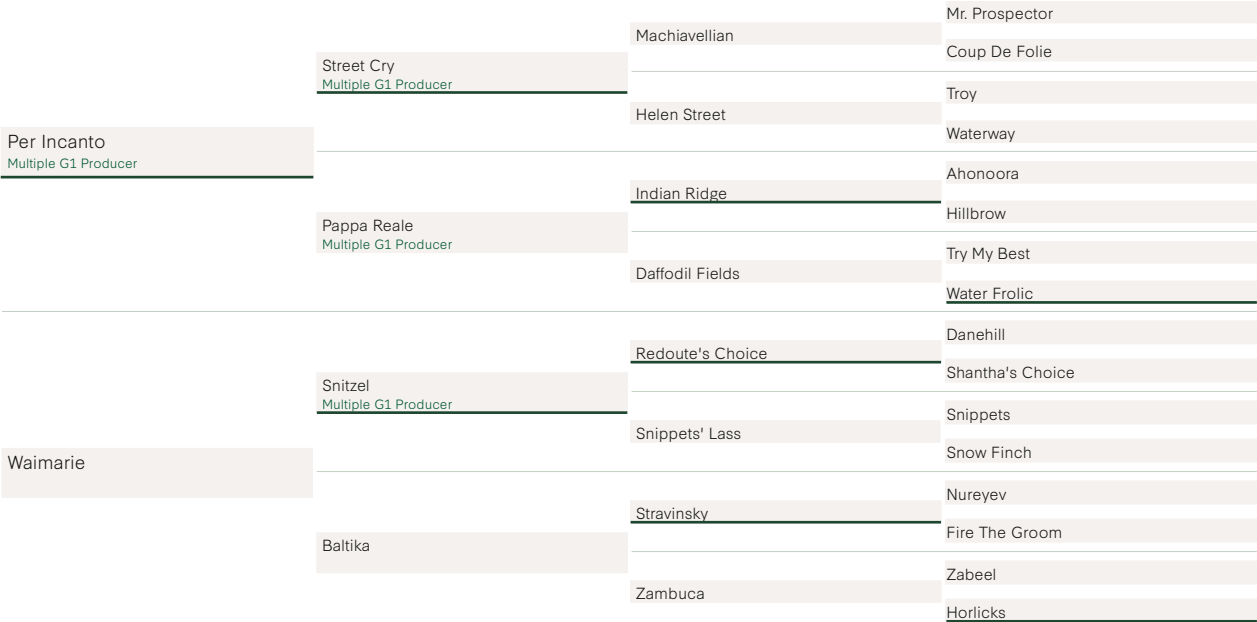 Per Incanto
Multiple G1 Producer
Waimarie
Street Cry
Multiple G1 Producer
Pappa Reale
Multiple G1 Producer
Snitzel
Multiple G1 Producer
Baltika
Machiavellian
Helen Street
Indian Ridge
Daffodil Fields
Redoute's Choice
Snippets' Lass
Stravinsky
Zambuca
Mr. Prospector
Coup De Folie
Troy
Waterway
Ahonoora
Hillbrow
Try My Best
Water Frolic
Danehill
Shantha's Choice
Snippets
Snow Finch
Nureyev
Fire The Groom
Zabeel
Horlicks